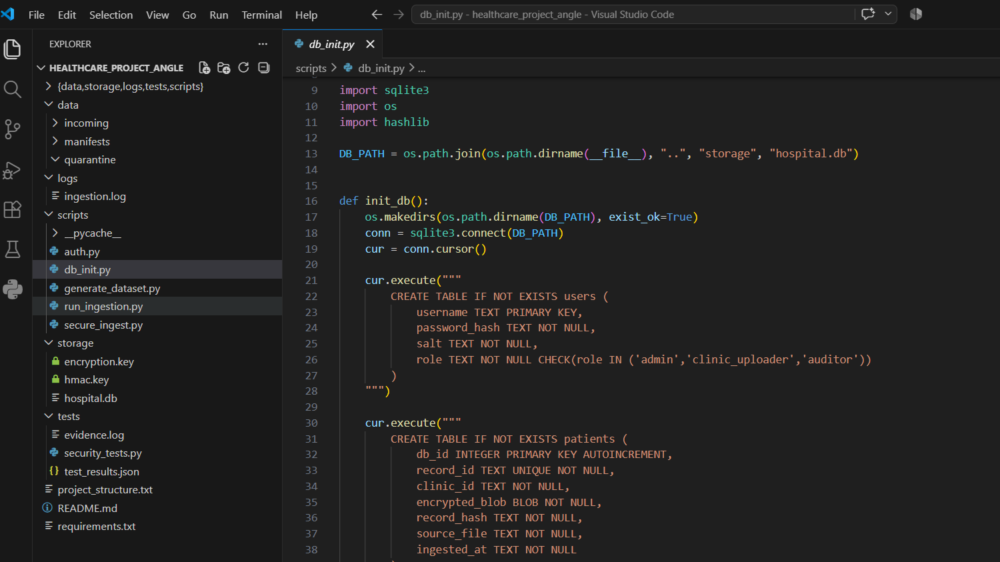 File Edit Selection View Go Run Terminal Help
db_init.py - healthcare_project_angle - Visual Studio Code
EXPLORER
HEALTHCARE_PROJECT_ANGLE
{data,storage,logs,tests,scripts}
data
incoming
manifests
quarantine
logs
ingestion.log
scripts
__pycache__
auth.py
db_init.py
generate_dataset.py
run_ingestion.py
secure_ingest.py
storage
encryption.key
hmac.key
hospital.db
tests
evidence.log
security_tests.py
test_results.json
project_structure.txt
README.md
requirements.txt
db_init.py
scripts > db_init.py > ...
9 import sqlite3
10 import os
11 import hashlib
12
13 DB_PATH = os.path.join(os.path.dirname(__file__), "..", "storage", "hospital.db")
14
15
16 def init_db():
17     os.makedirs(os.path.dirname(DB_PATH), exist_ok=True)
18     conn = sqlite3.connect(DB_PATH)
19     cur = conn.cursor()
20
21     cur.execute("""
22         CREATE TABLE IF NOT EXISTS users (
23             username TEXT PRIMARY KEY,
24             password_hash TEXT NOT NULL,
25             salt TEXT NOT NULL,
26             role TEXT NOT NULL CHECK(role IN ('admin','clinic_uploader','auditor'))
27         )
28     """)
29
30     cur.execute("""
31         CREATE TABLE IF NOT EXISTS patients (
32             db_id INTEGER PRIMARY KEY AUTOINCREMENT,
33             record_id TEXT UNIQUE NOT NULL,
34             clinic_id TEXT NOT NULL,
35             encrypted_blob BLOB NOT NULL,
36             record_hash TEXT NOT NULL,
37             source_file TEXT NOT NULL,
38             ingested_at TEXT NOT NULL